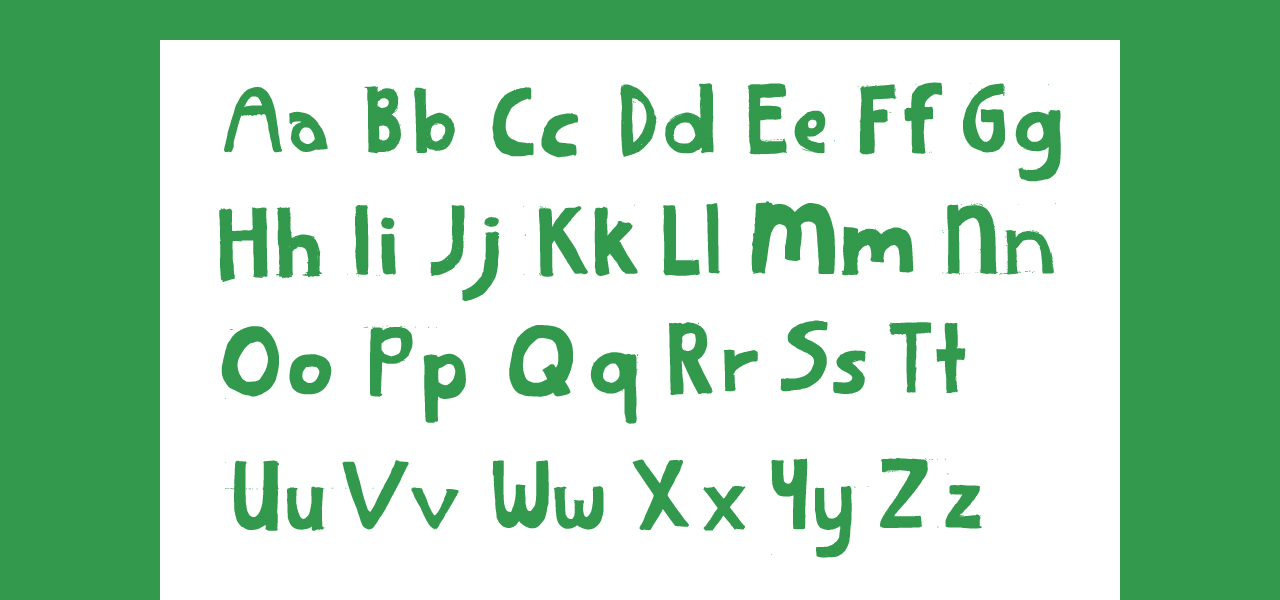 Aa Bb Cc Dd Ee Ff Gg
Hh Ii Jj Kk Ll Mm Nn
Oo Pp Qq Rr Ss Tt
Uu Vv Ww Xx Yy Zz